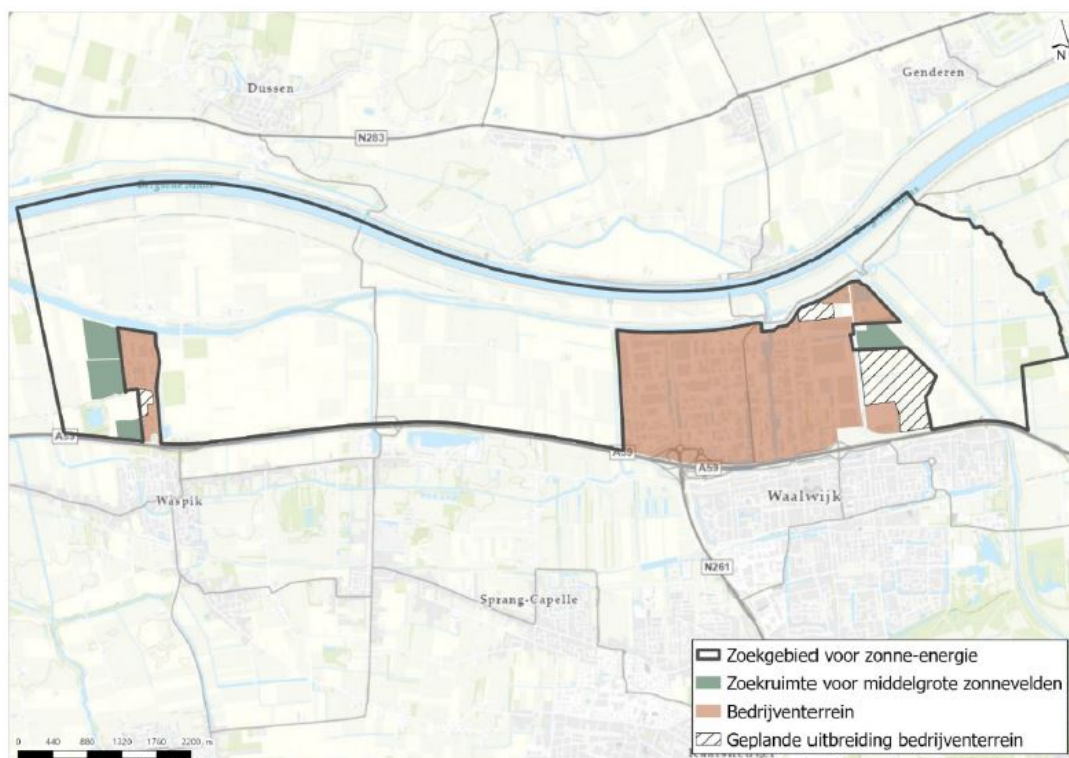 Dussen
Genderen
N
N283
A59
A59
A59
Waspik
Waalwijk
N261
Sprang-Capelle
Zoekgebied voor zonne-energie
Zoekruimte voor middelgrote zonnevelden
Bedrijventerrein
Geplande uitbreiding bedrijventerrein
0 440 880 1320 1760 2200 m